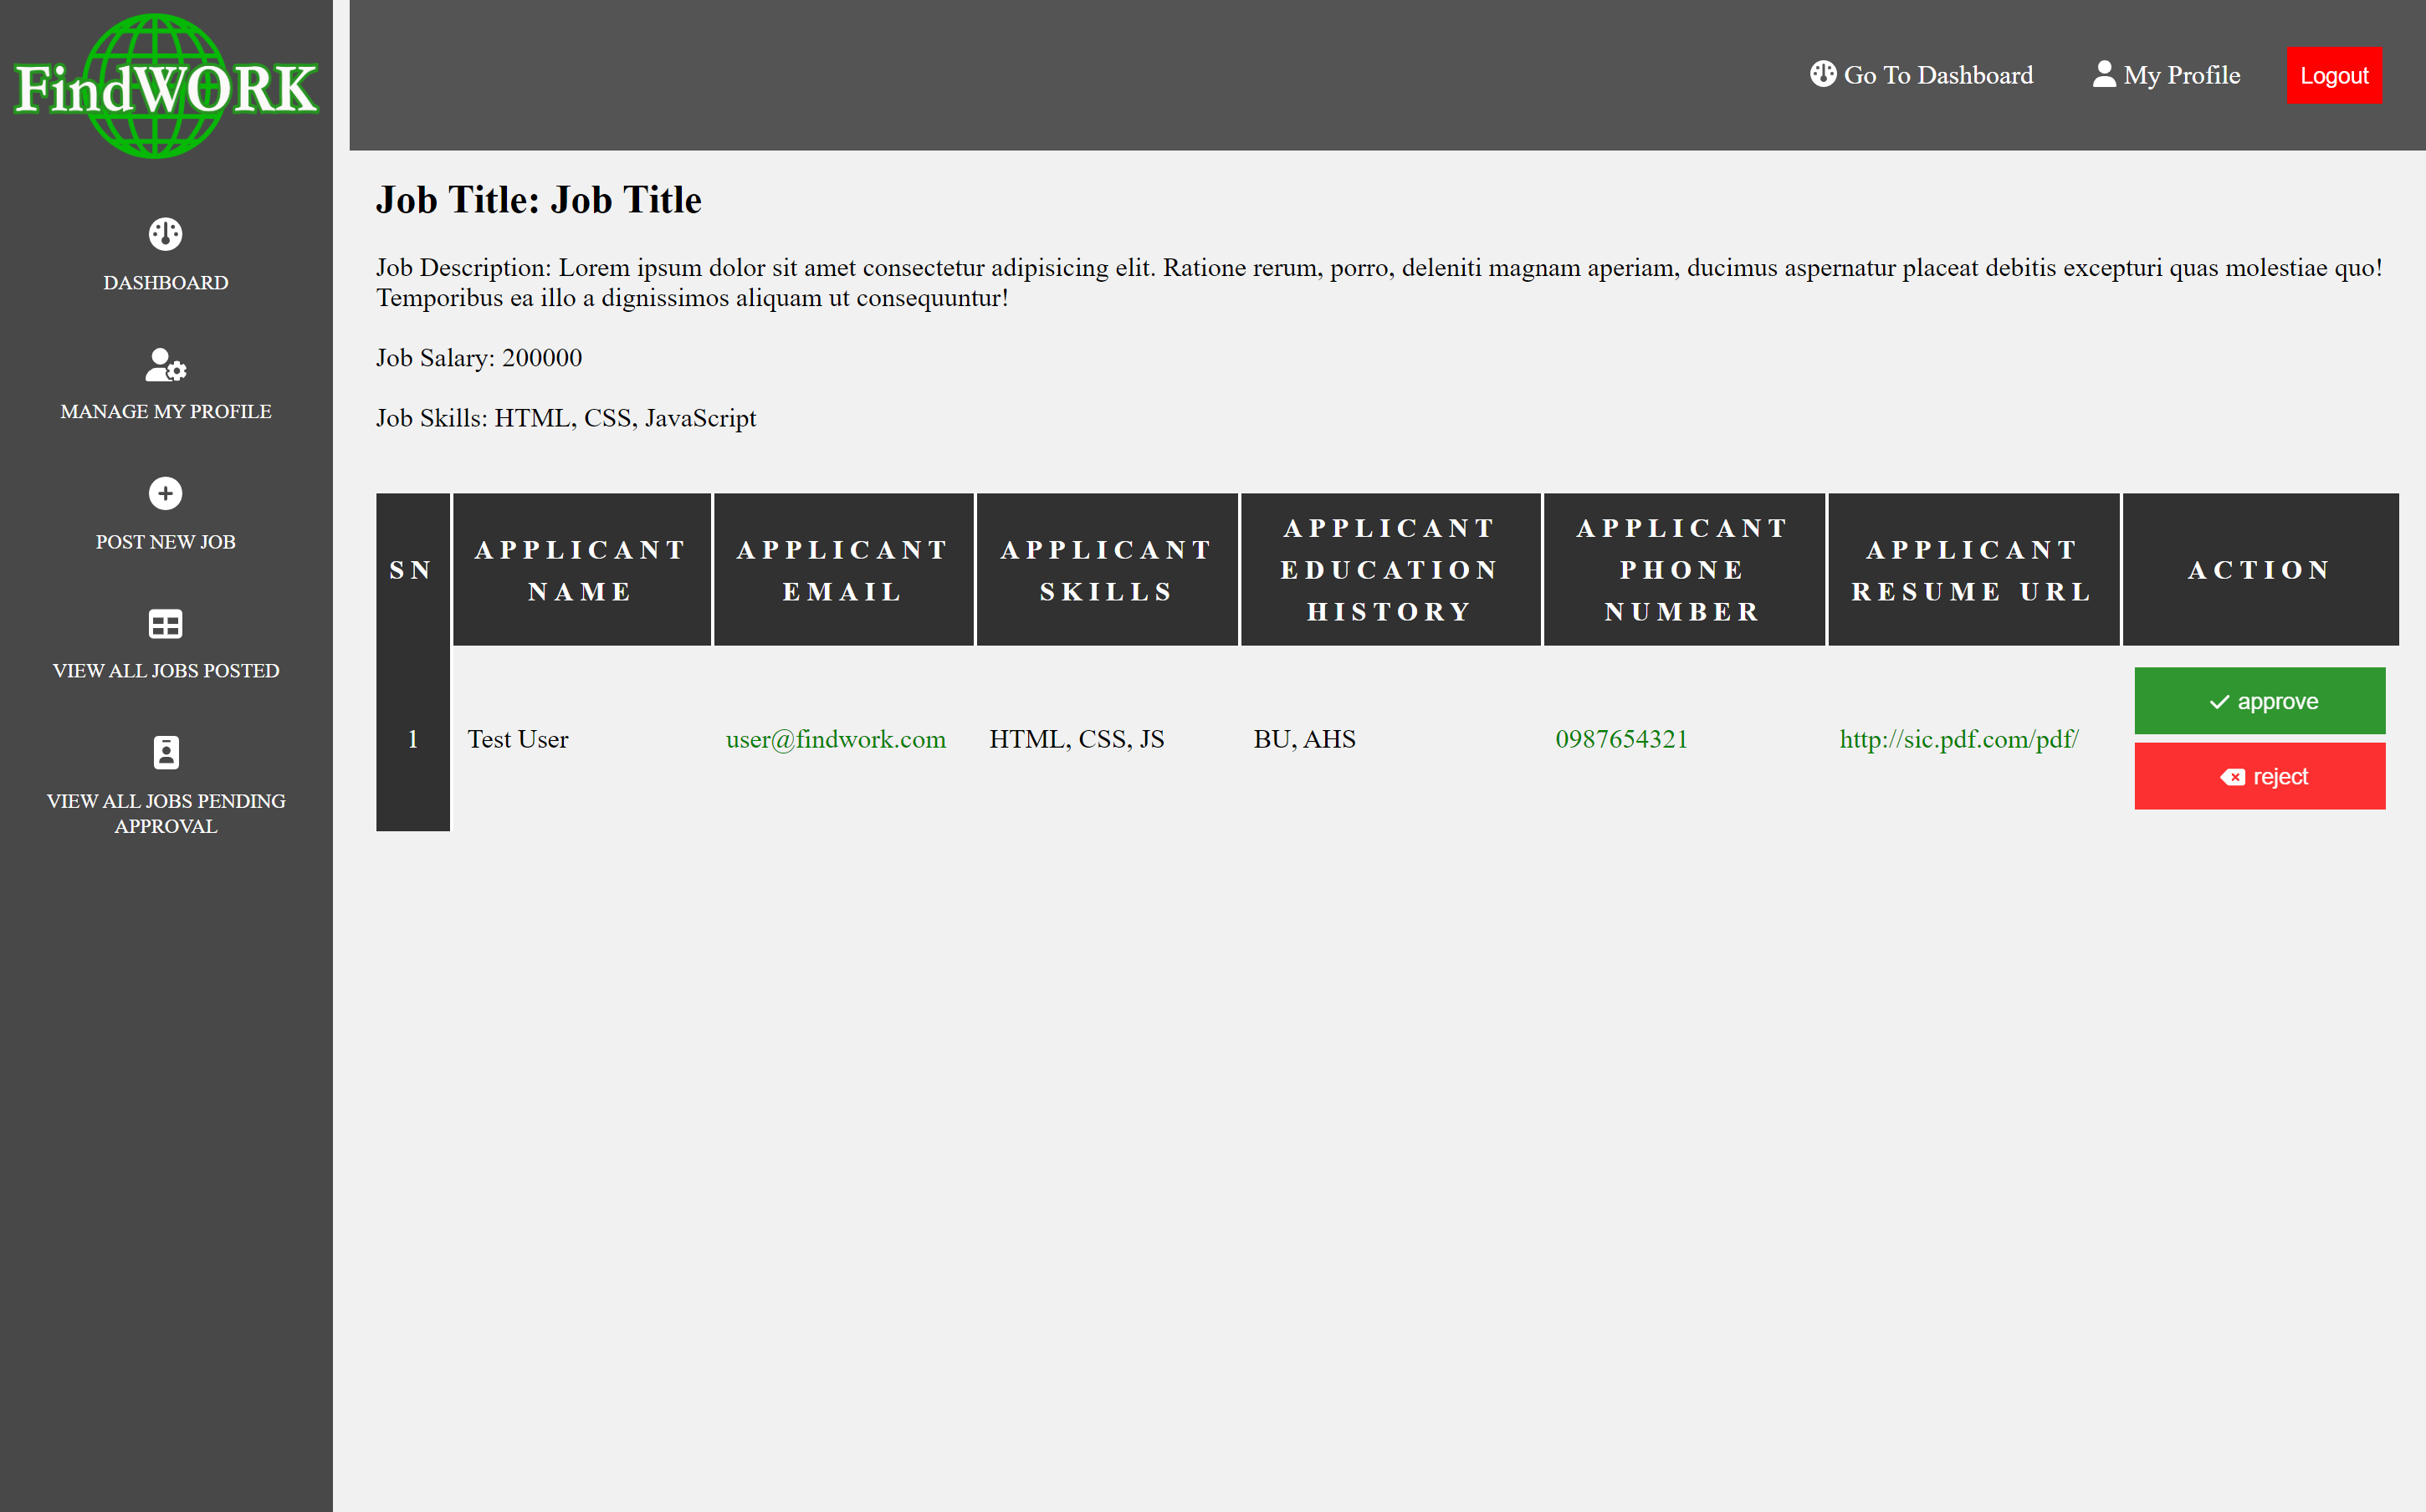 FindWORK
Go To Dashboard
My Profile
Logout
DASHBOARD
MANAGE MY PROFILE
POST NEW JOB
VIEW ALL JOBS POSTED
VIEW ALL JOBS PENDING
APPROVAL
Job Title: Job Title
Job Description: Lorem ipsum dolor sit amet consectetur adipisicing elit. Ratione rerum, porro, deleniti magnam aperiam, ducimus aspernatur placeat debitis excepturi quas molestiae quo!
Temporibus ea illo a dignissimos aliquam ut consequuntur!
Job Salary: 200000
Job Skills: HTML, CSS, JavaScript
SN
APPLICANT
NAME
APPLICANT
EMAIL
APPLICANT
SKILLS
APPLICANT
EDUCATION
HISTORY
APPLICANT
PHONE
NUMBER
APPLICANT
RESUME URL
ACTION
1
Test User
user@findwork.com
HTML, CSS, JS
BU, AHS
0987654321
http://sic.pdf.com/pdf/
approve
reject